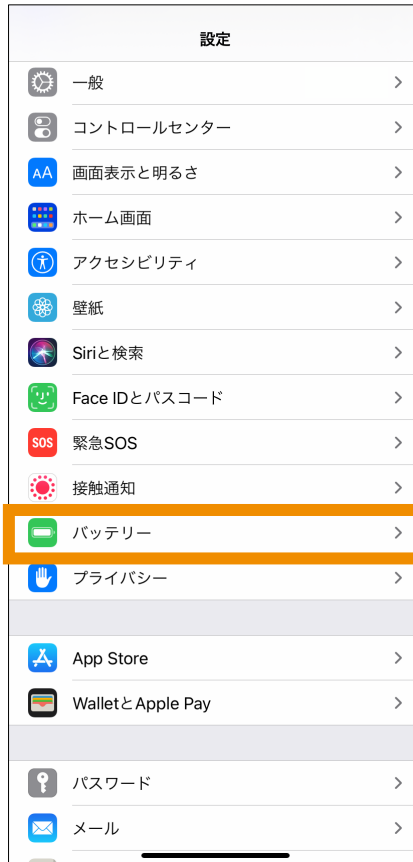 設定
一般
コントロールセンター
AA 画面表示と明るさ
ホーム画面
アクセシビリティ
壁紙
Siriと検索
Face IDとパスコード
SOS 緊急SOS
接触通知
バッテリー
プライバシー
App Store
WalletとApple Pay
パスワード
メール